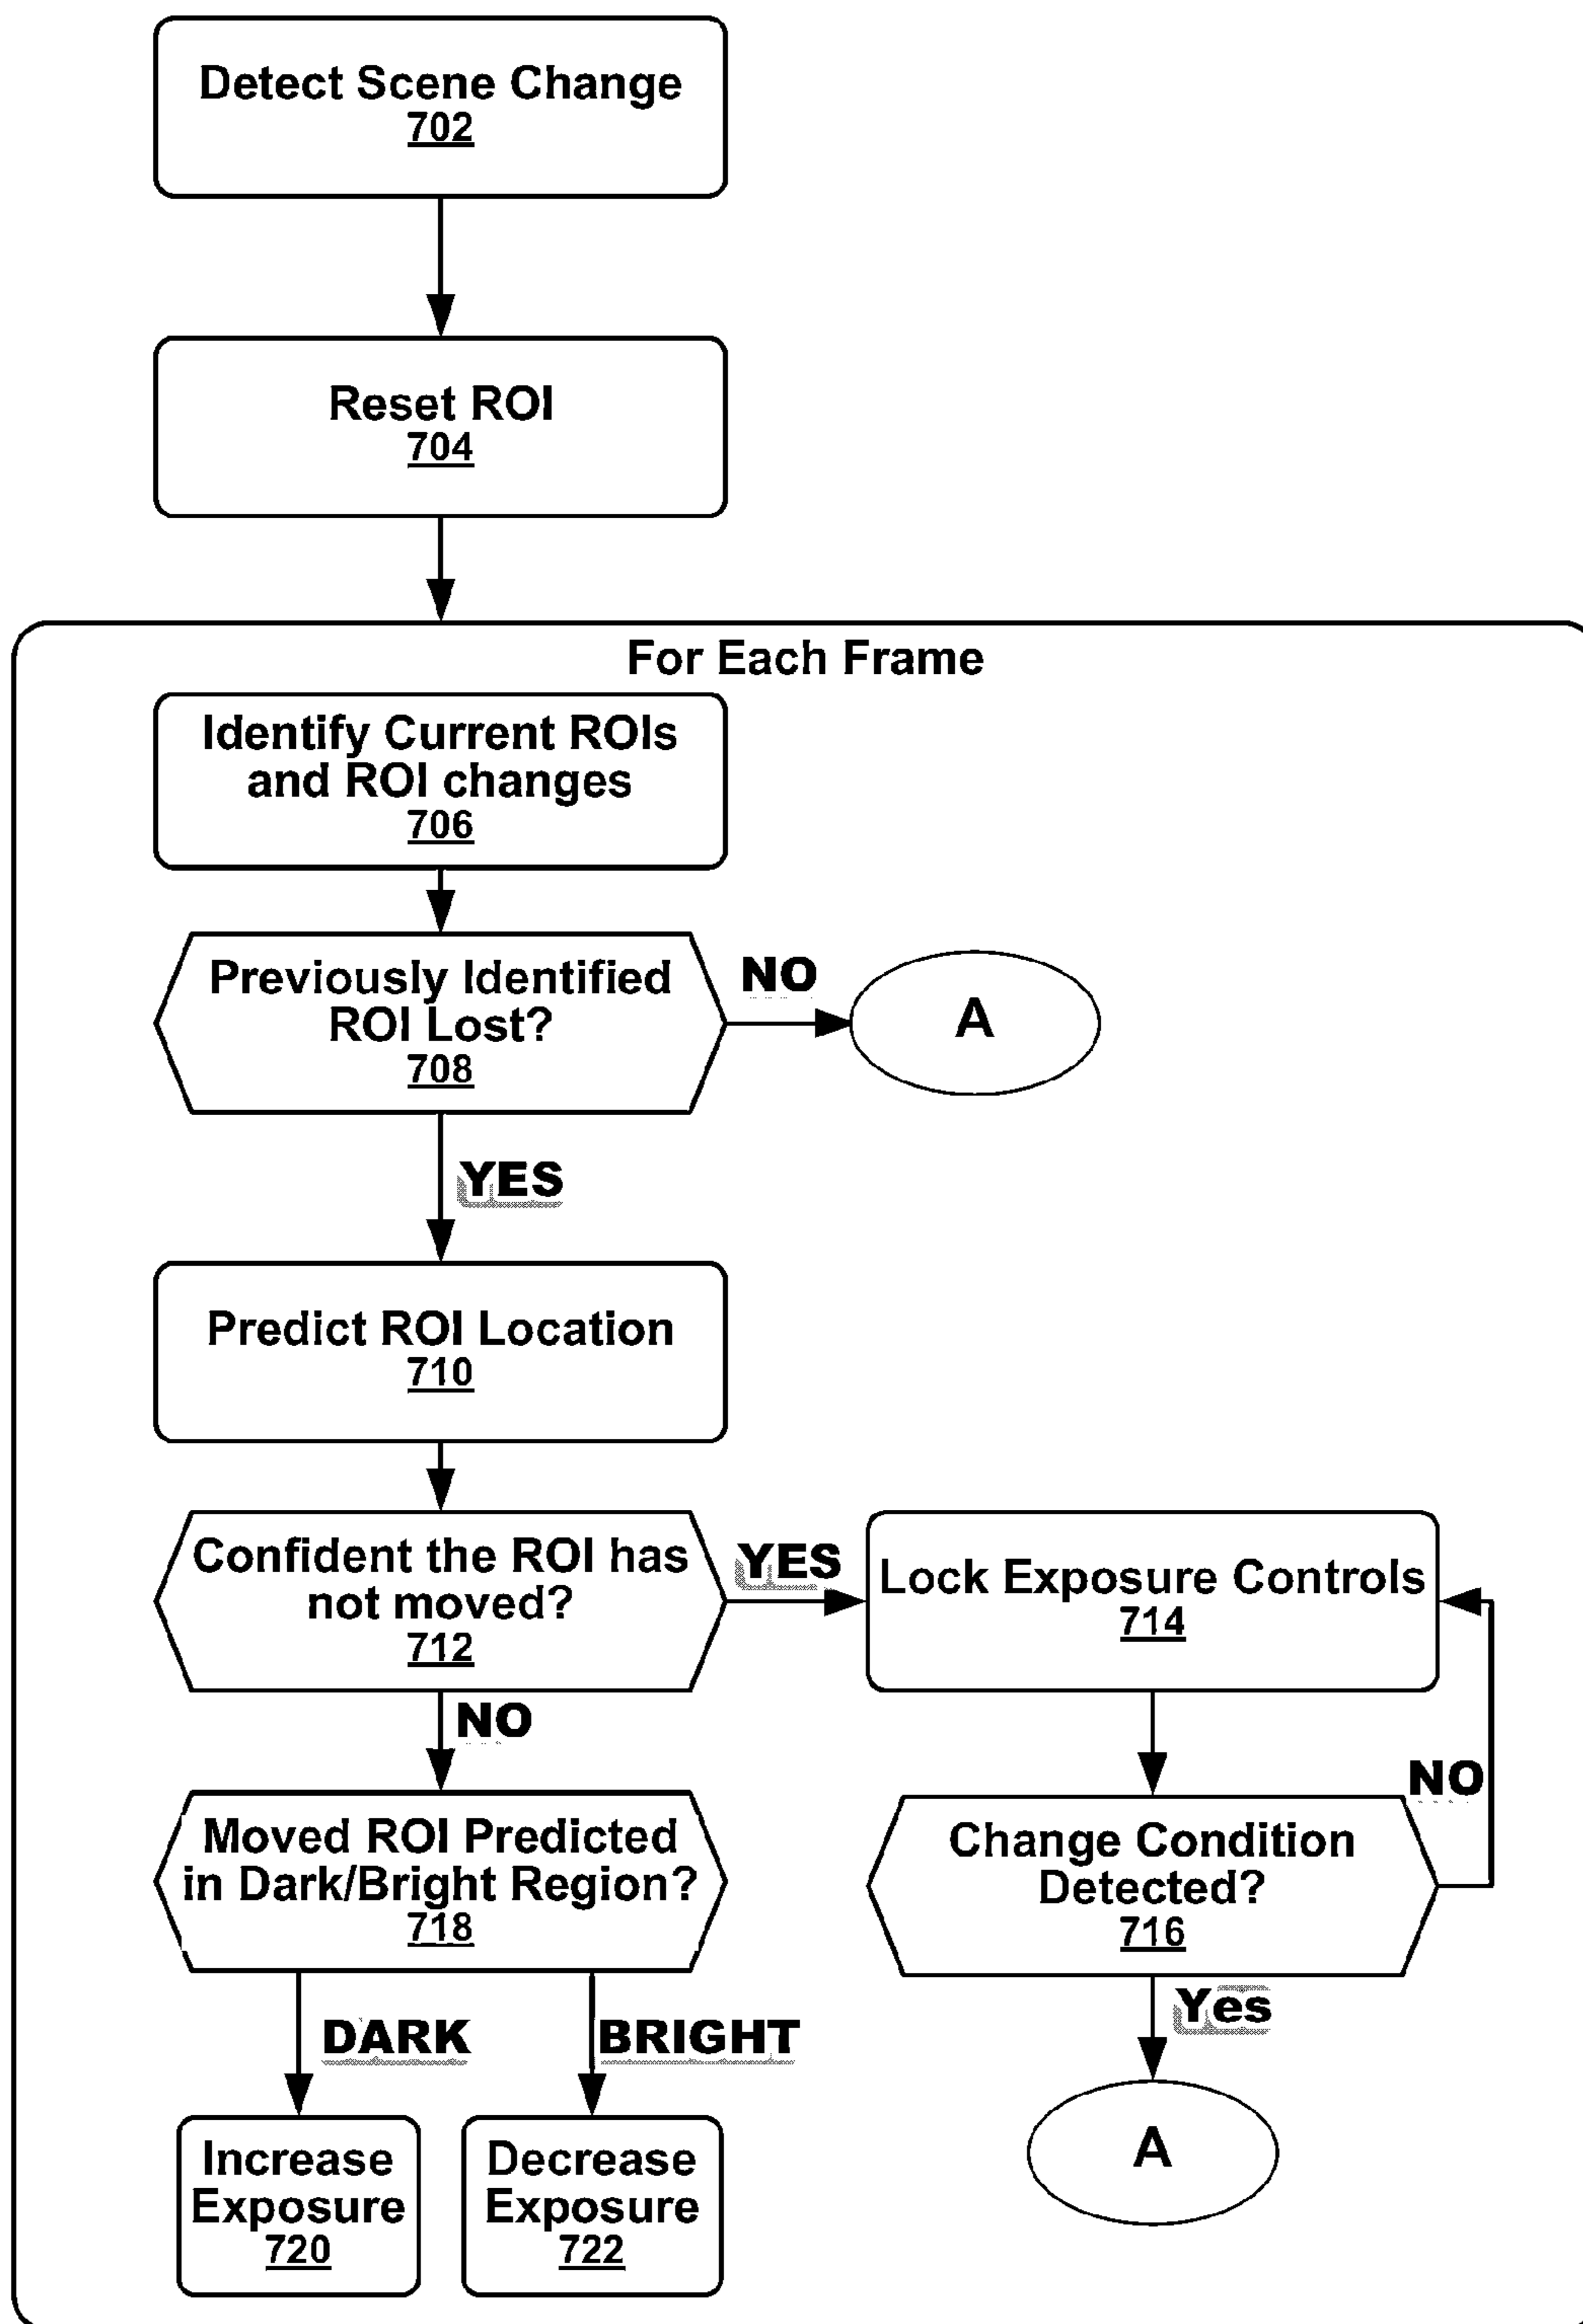 Detect Scene Change
702
Reset ROI
704
For Each Frame
Identify Current ROIs
and ROI changes
706
Previously Identified
ROI Lost?
708
NO
A
YES
Predict ROI Location
710
Confident the ROI has
not moved?
712
YES
Lock Exposure Controls
714
NO
Moved ROI Predicted
in Dark/Bright Region?
718
Change Condition
Detected?
716
NO
DARK
BRIGHT
Yes
Increase
Exposure
720
Decrease
Exposure
722
A